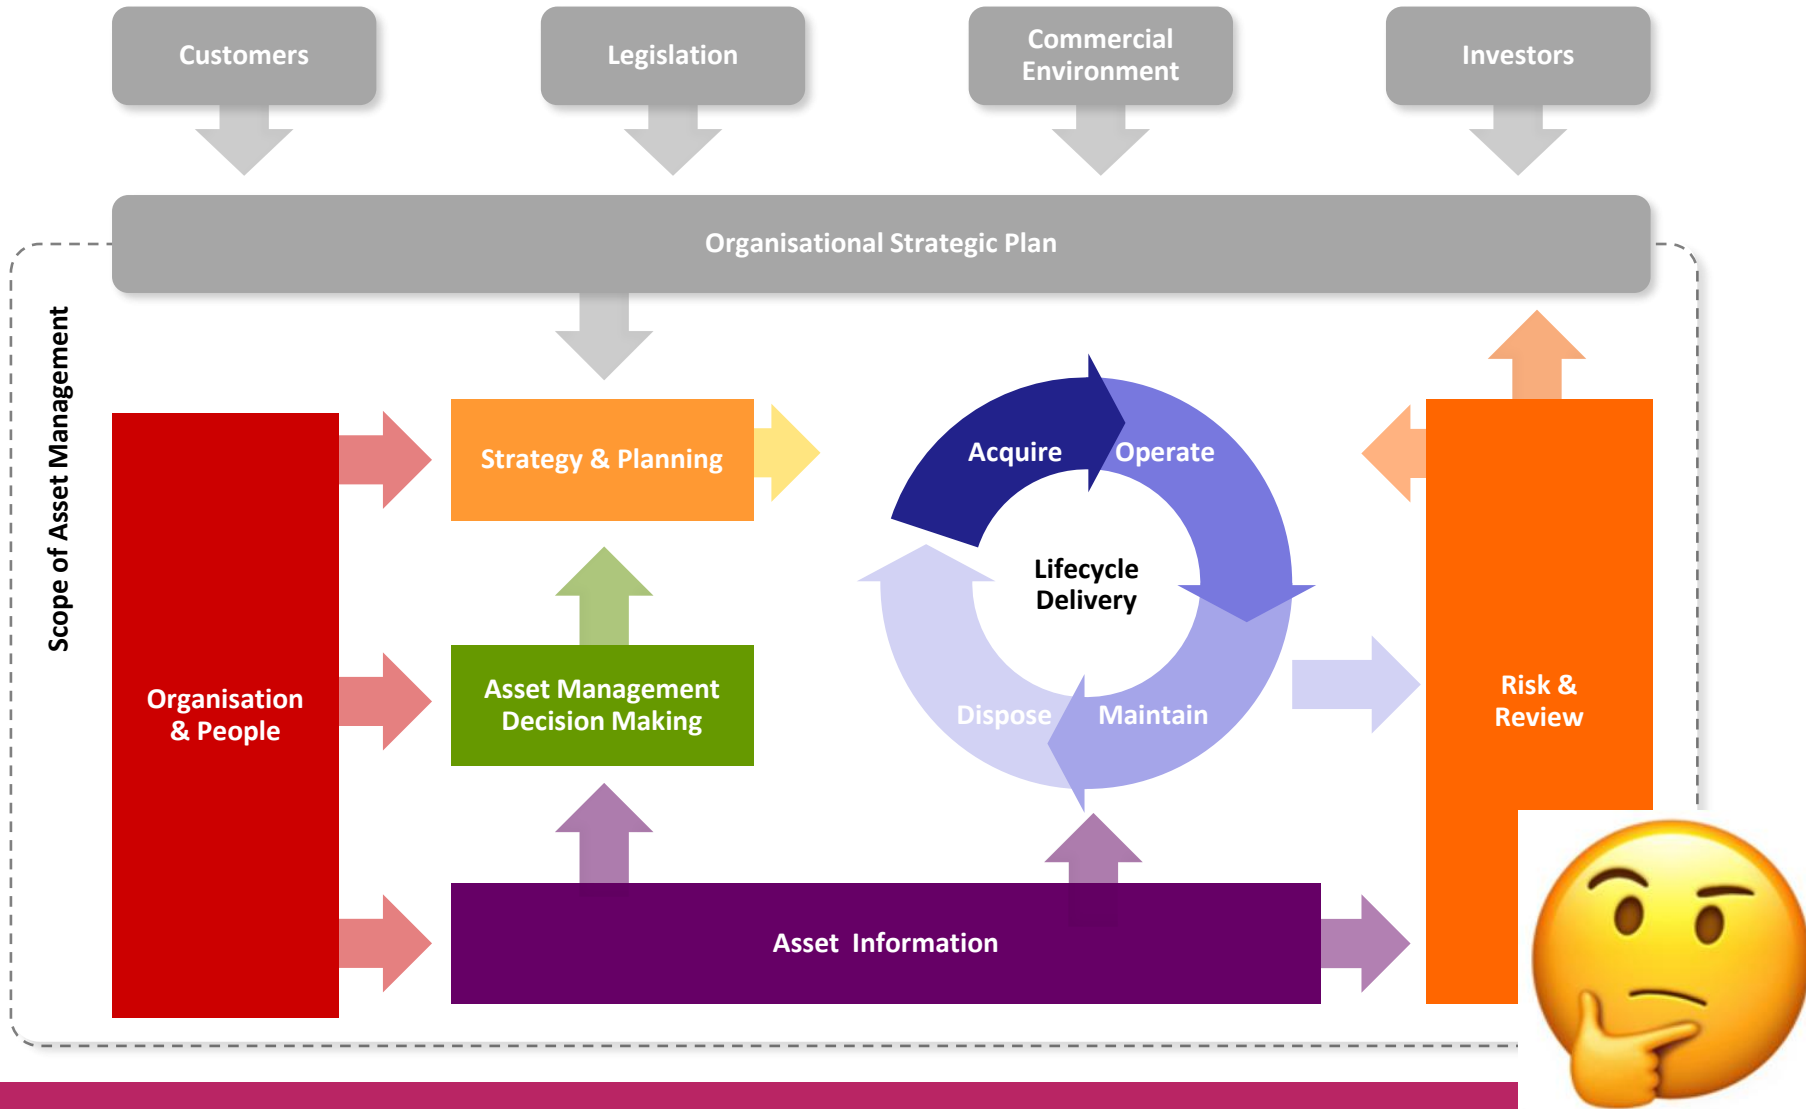 Customers
Legislation
Commercial
Environment
Investors
Organisational Strategic Plan
Scope of Asset Management
Strategy & Planning
Acquire
Operate
Lifecycle
Delivery
Organisation
& People
Asset Management
Decision Making
Dispose
Maintain
Risk &
Review
Asset Information